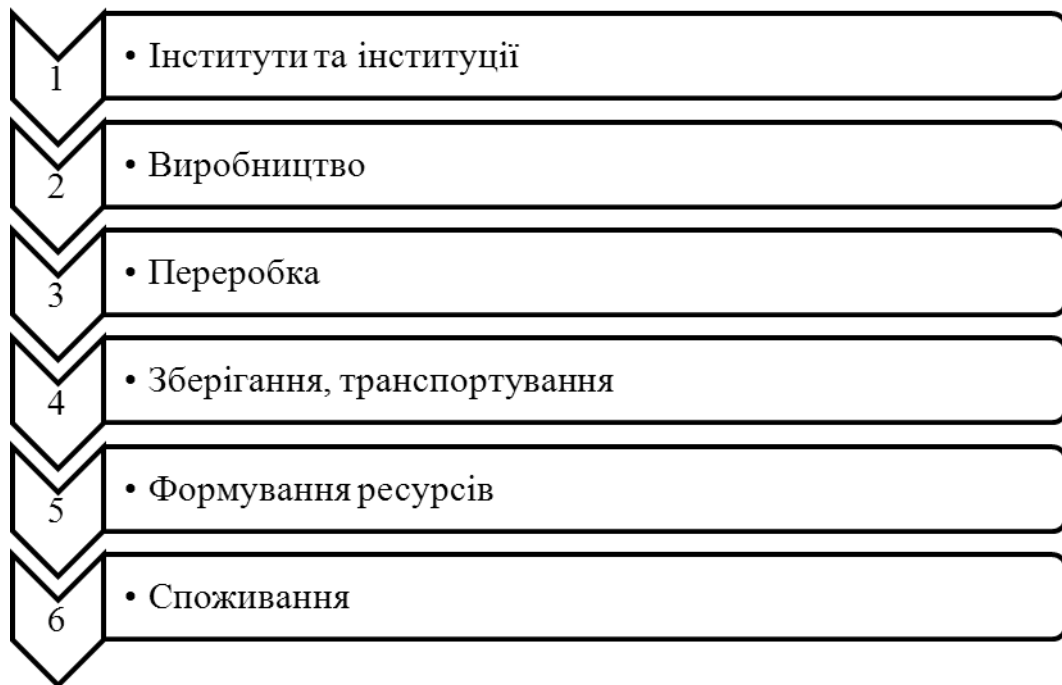 1
• Інститути та інституції
2
• Виробництво
3
• Переробка
4
• Зберігання, транспортування
5
• Формування ресурсів
6
• Споживання